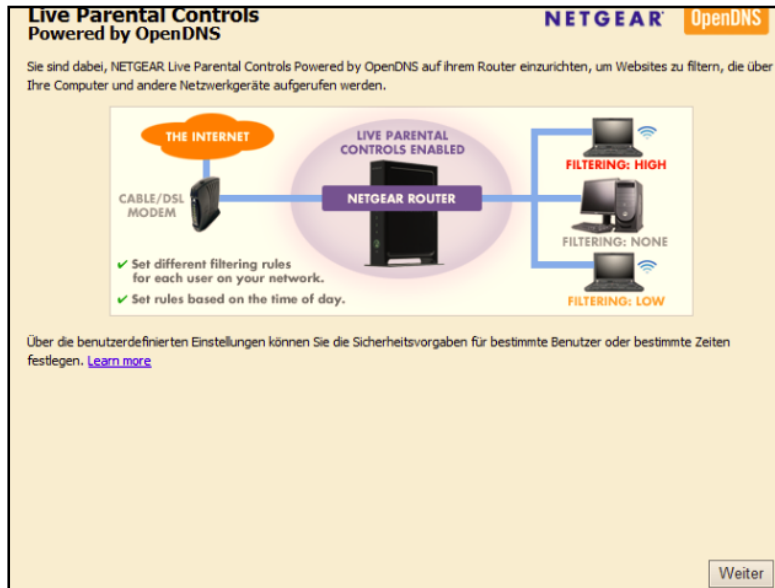 Live Parental Controls
Powered by OpenDNS
NETGEAR®
OpenDNS
Sie sind dabei, NETGEAR Live Parental Controls Powered by OpenDNS auf ihrem Router einzurichten, um Websites zu filtern, die über
Ihre Computer und andere Netzwerkgeräte aufgerufen werden.
THE INTERNET
LIVE PARENTAL
CONTROLS ENABLED
FILTERING: HIGH
CABLE/DSL
MODEM
NETGEAR ROUTER
FILTERING: NONE
✔ Set different filtering rules
for each user on your network.
✔ Set rules based on the time of day.
FILTERING: LOW
Über die benutzerdefinierten Einstellungen können Sie die Sicherheitsvorgaben für bestimmte Benutzer oder bestimmte Zeiten
festlegen. Learn more
Weiter